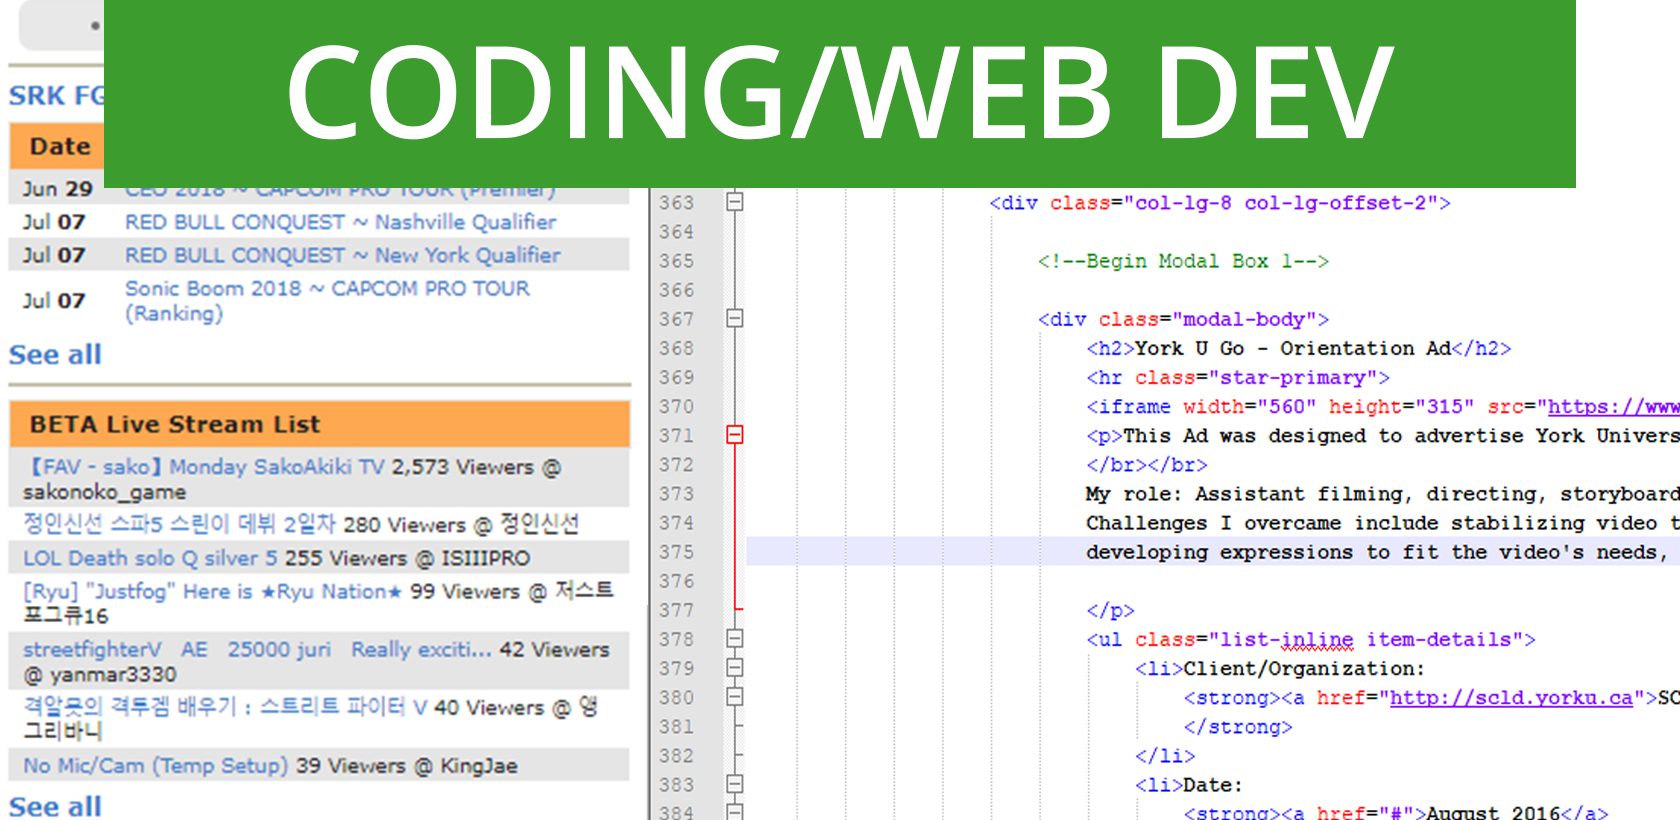 CODING/WEB DEV
SRK FG
Date
Jun 29 CEO 2018 ~ CAPCOM PRO TOUR (Premier)
Jul 07 RED BULL CONQUEST ~ Nashville Qualifier
Jul 07 RED BULL CONQUEST ~ New York Qualifier
Jul 07 Sonic Boom 2018 ~ CAPCOM PRO TOUR
(Ranking)
See all
BETA Live Stream List
【FAV - sako】Monday SakoAkiki TV 2,573 Viewers @
sakonoko_game
정인신선 스파5 스린이 데뷔 2일차 280 Viewers @ 정인신선
LOL Death solo Q silver 5 255 Viewers @ ISIIIPRO
[Ryu] "Justfog" Here is ★Ryu Nation★ 99 Viewers @ 저스트
포그큐16
streetfighterV AE 25000 juri Really exciti... 42 Viewers
@ yanmar3330
격알못의 격투겜 배우기 : 스트리트 파이터 V 40 Viewers @ 앵
그리바니
No Mic/Cam (Temp Setup) 39 Viewers @ KingJae
See all
363 <div class="col-lg-8 col-lg-offset-2">
364
365 <!--Begin Modal Box 1-->
366
367 <div class="modal-body">
368 <h2>York U Go - Orientation Ad</h2>
369 <hr class="star-primary">
370 <iframe width="560" height="315" src="https://www
371 <p>This Ad was designed to advertise York Univers
372 </br></br>
373 My role: Assistant filming, directing, storyboard
374 Challenges I overcame include stabilizing video t
375 developing expressions to fit the video's needs,
376
377 </p>
378 <ul class="list-inline item-details">
379 <li>Client/Organization:
380 <strong><a href="http://scld.yorku.ca">SC
381 </strong>
382 </li>
383 <li>Date:
384 <strong><a href="#">August 2016</a>